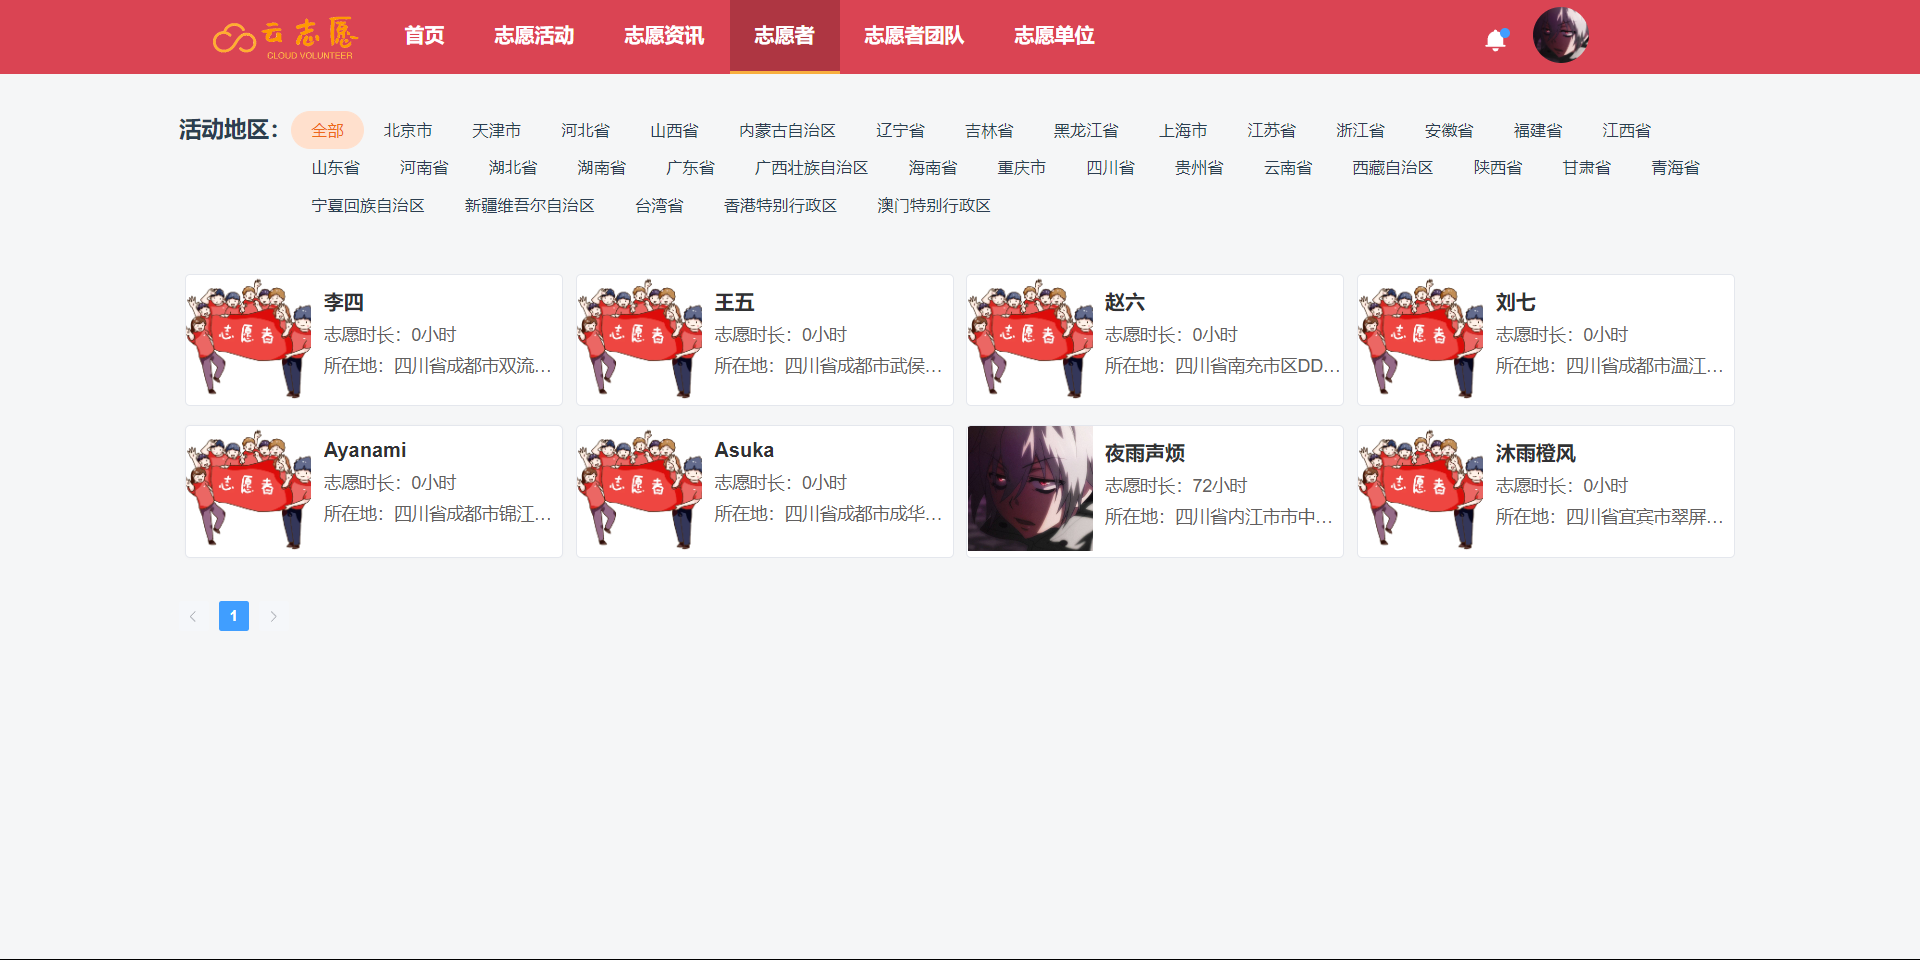 云志愿
CLOUD VOLUNTEER
首页 志愿活动 志愿资讯 志愿者 志愿者团队 志愿单位
活动地区： 全部 北京市 天津市 河北省 山西省 内蒙古自治区 辽宁省 吉林省 黑龙江省 上海市 江苏省 浙江省 安徽省 福建省 江西省
山东省 河南省 湖北省 湖南省 广东省 广西壮族自治区 海南省 重庆市 四川省 贵州省 云南省 西藏自治区 陕西省 甘肃省 青海省
宁夏回族自治区 新疆维吾尔自治区 台湾省 香港特别行政区 澳门特别行政区
志愿者
李四
志愿时长：0小时
所在地：四川省成都市双流...
志愿者
王五
志愿时长：0小时
所在地：四川省成都市武侯...
志愿者
赵六
志愿时长：0小时
所在地：四川省南充市区DD...
志愿者
刘七
志愿时长：0小时
所在地：四川省成都市温江...
志愿者
Ayanami
志愿时长：0小时
所在地：四川省成都市锦江...
志愿者
Asuka
志愿时长：0小时
所在地：四川省成都市成华...
夜雨声烦
志愿时长：72小时
所在地：四川省内江市市中...
志愿者
沐雨橙风
志愿时长：0小时
所在地：四川省宜宾市翠屏...
1